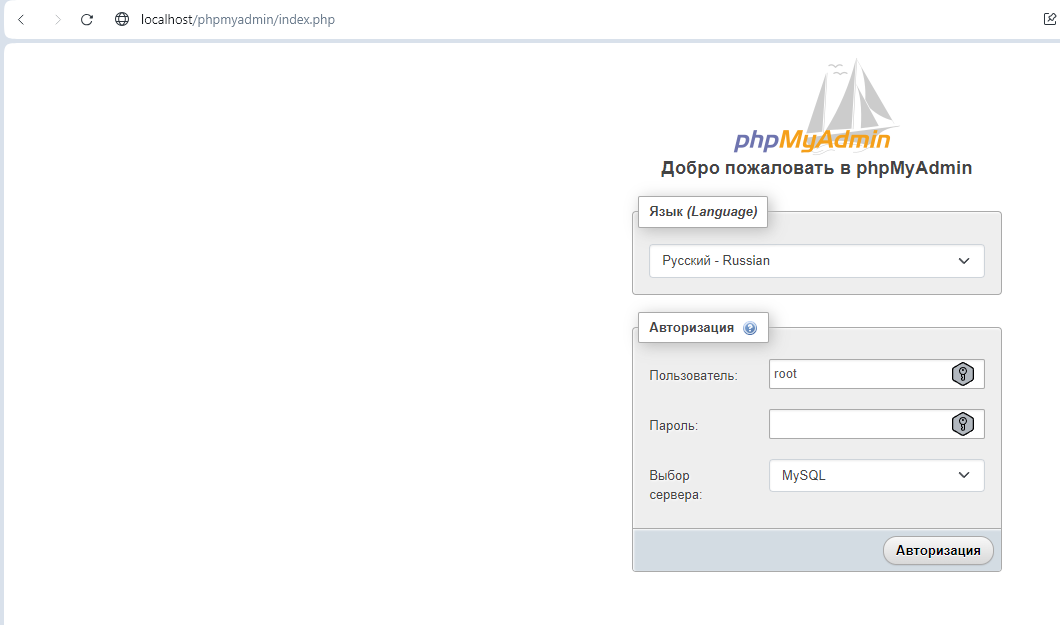 localhost/phpmyadmin/index.php
phpMyAdmin
Добро пожаловать в phpMyAdmin
Язык (Language)
Русский - Russian
Авторизация
Пользователь:
root
Пароль:
Выбор
сервера:
MySQL
Авторизация